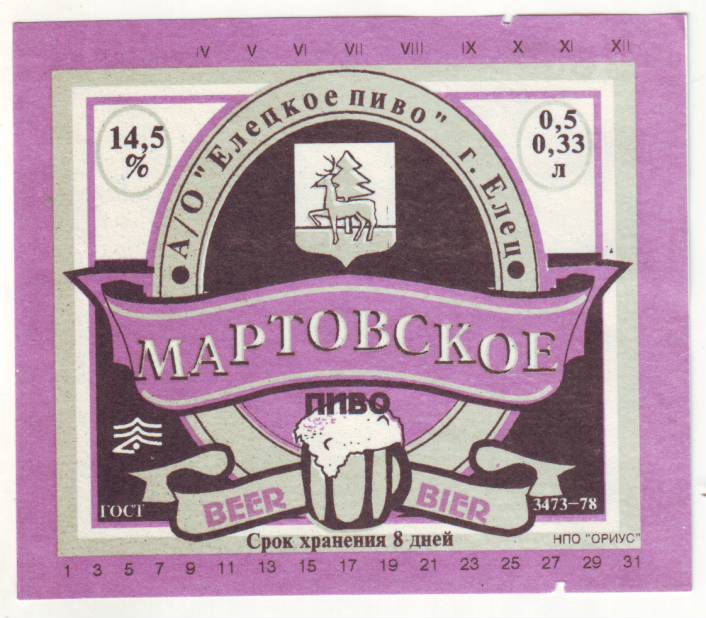 IV V VI VII VIII IX X XI XII
14,5
%
А/О "Елецкое пиво" г. Елец
0,5
0,33
л
МАРТОВСКОЕ
ПИВО
BEER BIER
ГОСТ 3473-78
Срок хранения 8 дней
НПО "ОРИУС"
1 3 5 7 9 11 13 15 17 19 21 23 25 27 29 31